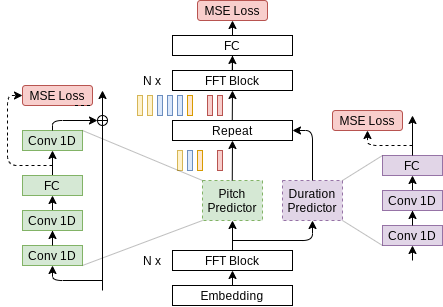 MSE Loss
FC
N x
FFT Block
Repeat
Pitch
Predictor
Duration
Predictor
N x
FFT Block
Embedding
MSE Loss
Conv 1D
FC
Conv 1D
Conv 1D
MSE Loss
FC
Conv 1D
Conv 1D